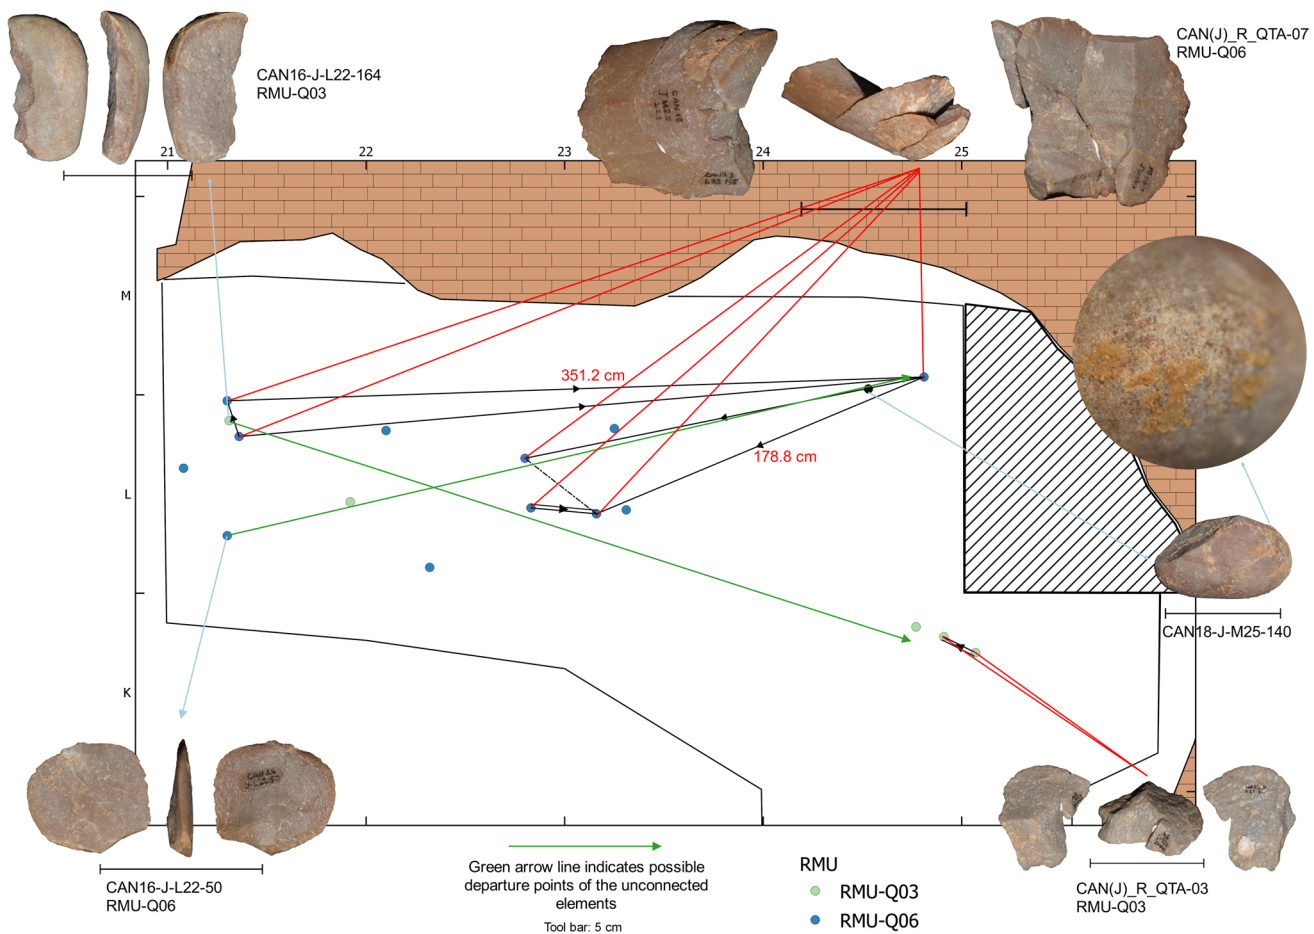 CAN16-J-L22-164
RMU-Q03
CAN(J)_R_QTA-07
RMU-Q06
21
22
23
24
25
M
L
K
351.2 cm
178.8 cm
CAN18-J-M25-140
CAN16-J-L22-50
RMU-Q06
Green arrow line indicates possible
departure points of the unconnected
elements
Tool bar: 5 cm
RMU
RMU-Q03
RMU-Q06
CAN(J)_R_QTA-03
RMU-Q03